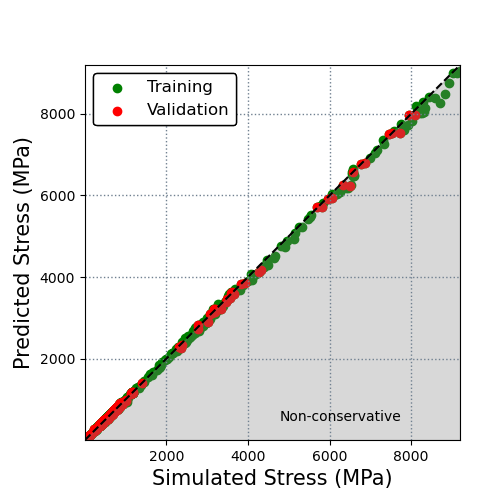 Training
Validation
Predicted Stress (MPa)
8000
6000
4000
2000
Non-conservative
2000 4000 6000 8000
Simulated Stress (MPa)